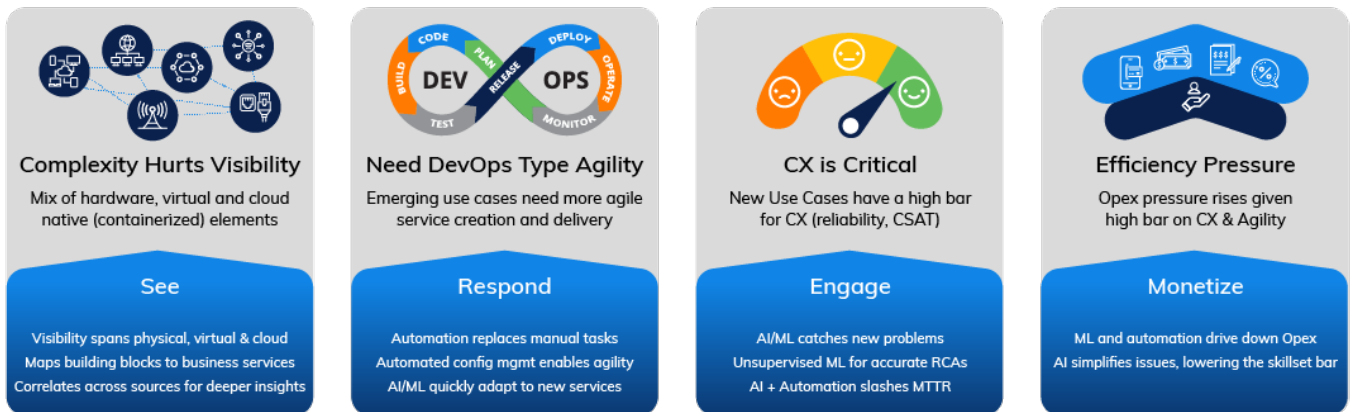 CODE
PLAN
DEPLOY
BUILD
DEV
RELEASE
OPS
OPERATE
TEST
MONITOR
Complexity Hurts Visibility
Mix of hardware, virtual and cloud
native (containerized) elements
See
Visibility spans physical, virtual & cloud
Maps building blocks to business services
Correlates across sources for deeper insights
Need DevOps Type Agility
Emerging use cases need more agile
service creation and delivery
Respond
Automation replaces manual tasks
Automated config mgmt enables agility
AI/ML quickly adapt to new services
CX is Critical
New Use Cases have a high bar
for CX (reliability, CSAT)
Engage
AI/ML catches new problems
Unsupervised ML for accurate RCAs
AI + Automation slashes MTTR
Efficiency Pressure
Opex pressure rises given
high bar on CX & Agility
Monetize
ML and automation drive down Opex
AI simplifies issues, lowering the skillset bar